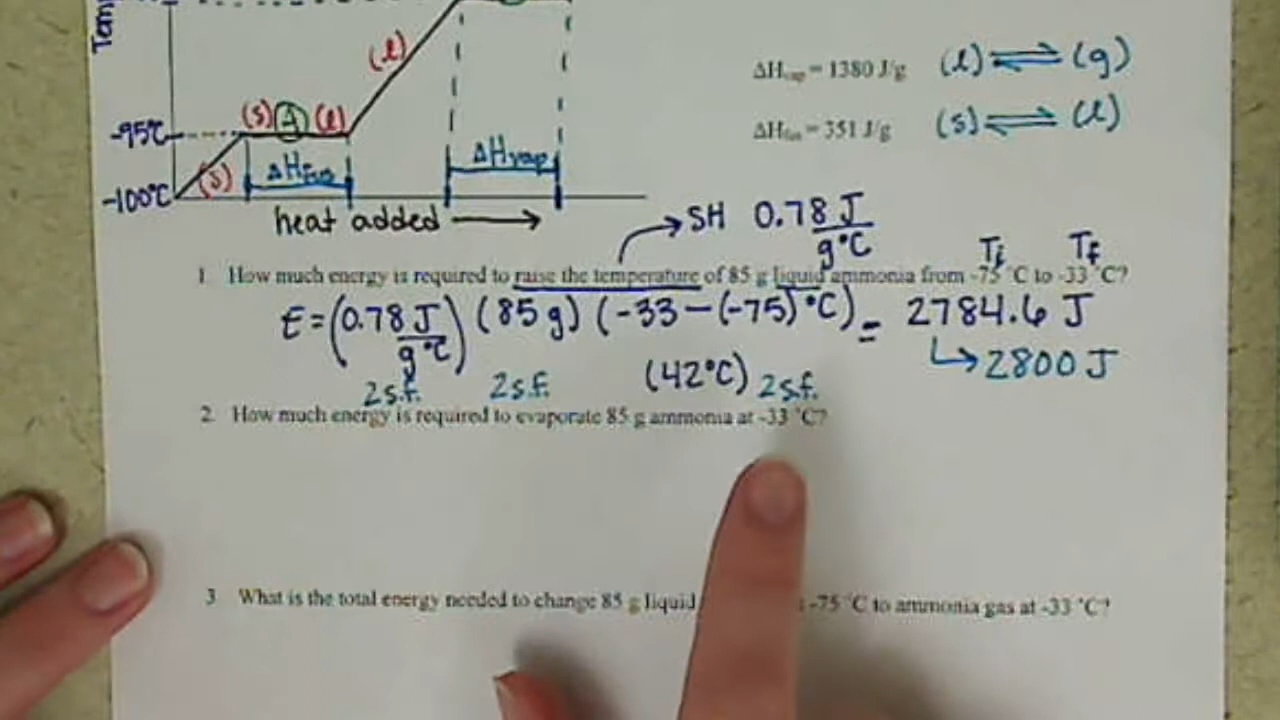 Tem
(l)
ΔHvap = 1380 J/g (l) ⇌ (g)
-95°C (s) (l)
ΔHfus = 351 J/g (s) ⇌ (l)
(s) ΔHfus ΔHvap
-100°C
heat added → SH 0.78 J/g°C
Ti Tf
1. How much energy is required to raise the temperature of 85 g liquid ammonia from -75 °C to -33 °C?
E = (0.78 J/g°C) (85 g) (-33-(-75)°C) = 2784.6 J
(42°C) ↳ 2800 J
2 s.f. 2 s.f. 2 s.f.
2. How much energy is required to evaporate 85 g ammonia at -33 °C?
3 What is the total energy needed to change 85 g liquid -75 °C to ammonia gas at -33 °C?